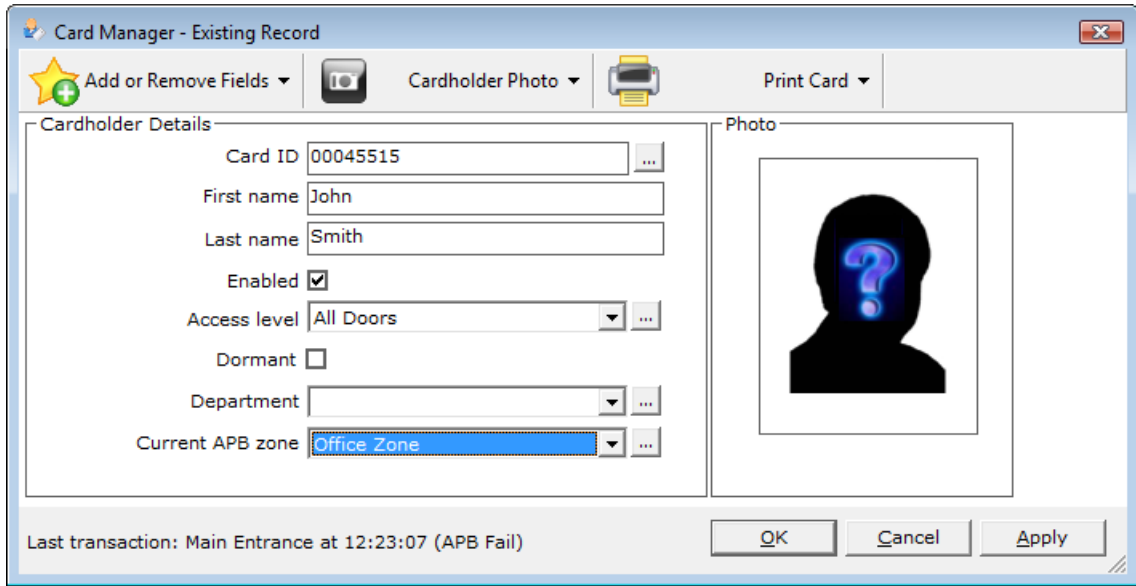 Card Manager - Existing Record
Add or Remove Fields
Cardholder Photo
Print Card
Cardholder Details
Photo
Card ID 00045515 ...
First name John
Last name Smith
Enabled
Access level All Doors ...
Dormant
Department ...
Current APB zone Office Zone ...
Last transaction: Main Entrance at 12:23:07 (APB Fail)
OK Cancel Apply